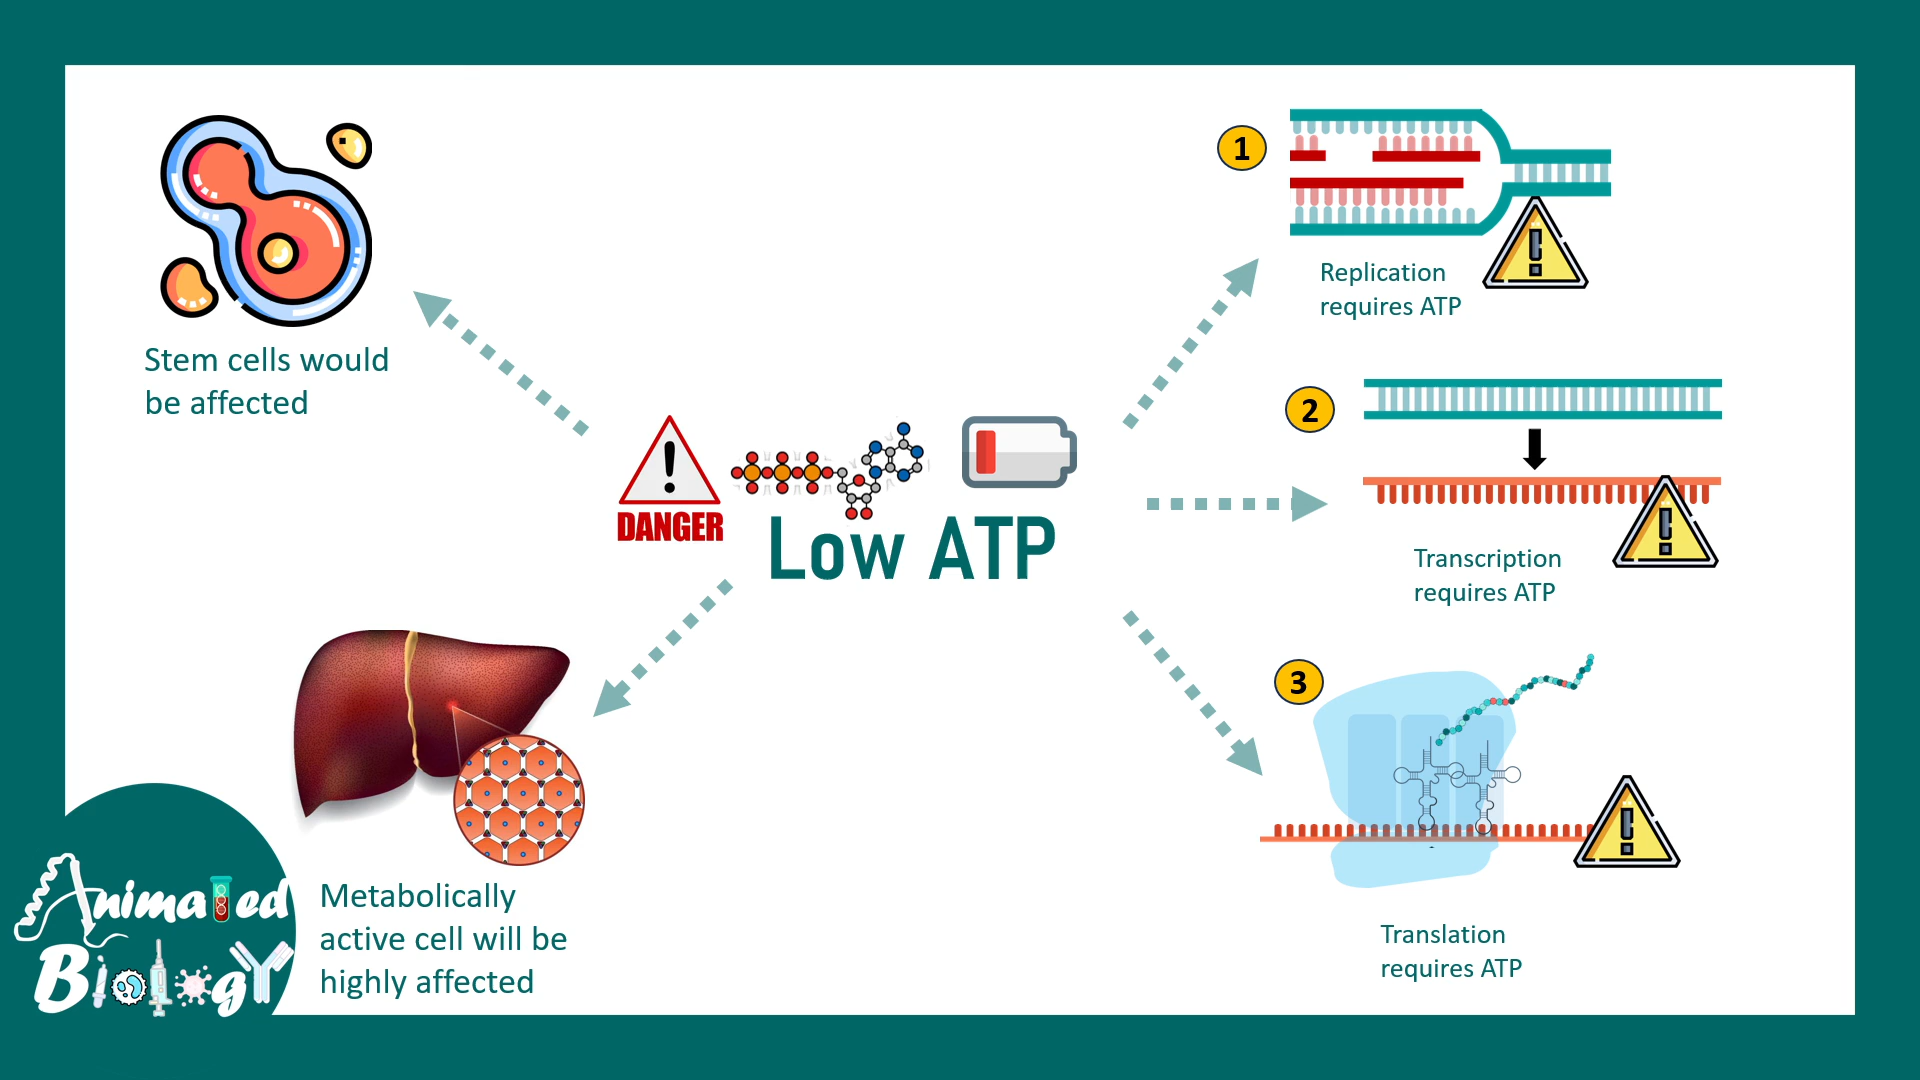 Stem cells would
be affected
DANGER
Low ATP
Metabolically
active cell will be
highly affected
1
Replication
requires ATP
2
Transcription
requires ATP
3
Translation
requires ATP
Animated
Biology